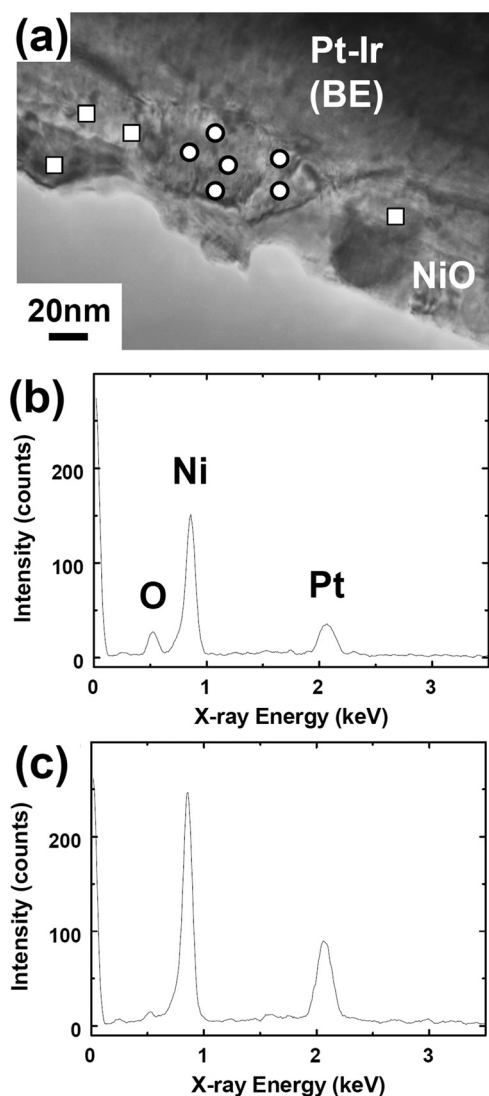 (a)
Pt-Ir
(BE)
NiO
20nm
(b)
Intensity (counts)
200
100
0
O
Ni
Pt
0 1 2 3
X-ray Energy (keV)
(c)
Intensity (counts)
200
100
0
0 1 2 3
X-ray Energy (keV)